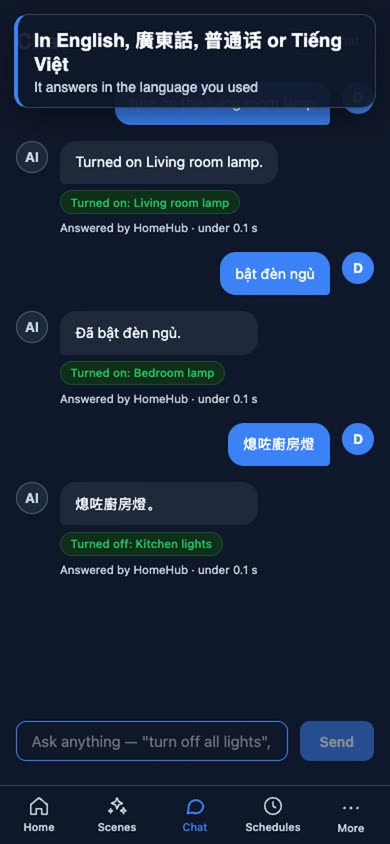 In English, 廣東話, 普通话 or Tiếng
Việt
It answers in the language you used
AI
Turned on Living room lamp.
Turned on: Living room lamp
Answered by HomeHub · under 0.1 s
bật đèn ngủ
D
AI
Đã bật đèn ngủ.
Turned on: Bedroom lamp
Answered by HomeHub · under 0.1 s
熄咗廚房燈
D
AI
熄咗廚房燈。
Turned off: Kitchen lights
Answered by HomeHub · under 0.1 s
Ask anything — "turn off all lights",
Send
Home
Scenes
Chat
Schedules
More